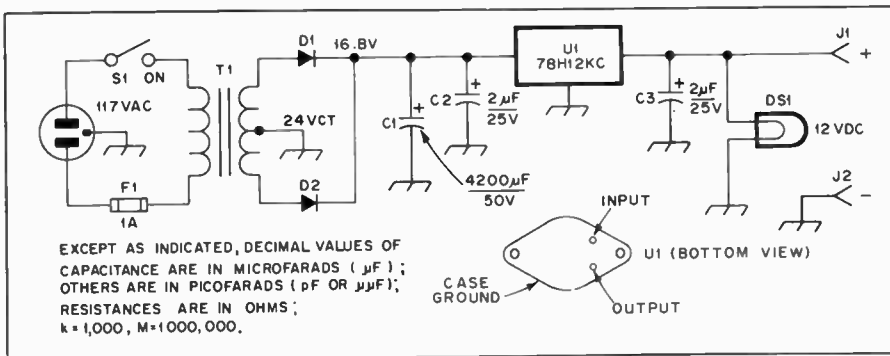 S1 ON
117VAC
F1
1A
T1
24VCT
D1
D2
16.8V
C1
4200µF
50V
C2
2µF
25V
U1
78H12KC
C3
2µF
25V
J1
+
DS1
12VDC
J2
-
EXCEPT AS INDICATED, DECIMAL VALUES OF
CAPACITANCE ARE IN MICROFARADS ( µF ) ;
OTHERS ARE IN PICOFARADS ( pF OR µµF);
RESISTANCES ARE IN OHMS ;
k = 1,000 , M=1000,000.
INPUT
U1 (BOTTOM VIEW)
CASE
GROUND
OUTPUT